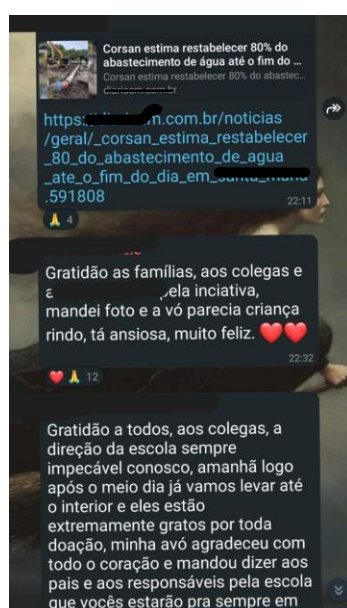 Corsan estima restabelecer 80% do
abastecimento de água até o fim do ...
Corsan estima restabelecer 80% do abastec...
https:
.com.br/noticias
/geral/_corsan_estima_restabelecer
_80_do_abastecimento_de_agua
_ate_o_fim_do_dia_em_
.591808
22:11
🙏 4
Gratidão as famílias, aos colegas e
pela inciativa,
mandei foto e a vó parecia criança
rindo, tá ansiosa, muito feliz. ❤️❤️
22:32
❤️ 🙏 12
Gratidão a todos, aos colegas, a
direção da escola sempre
impecável conosco, amanhã logo
após o meio dia já vamos levar até
o interior e eles estão
extremamente gratos por toda
doação, minha avó agradeceu com
todo o coração e mandou dizer aos
pais e aos responsáveis pela escola
que vocês estarão pra sempre em